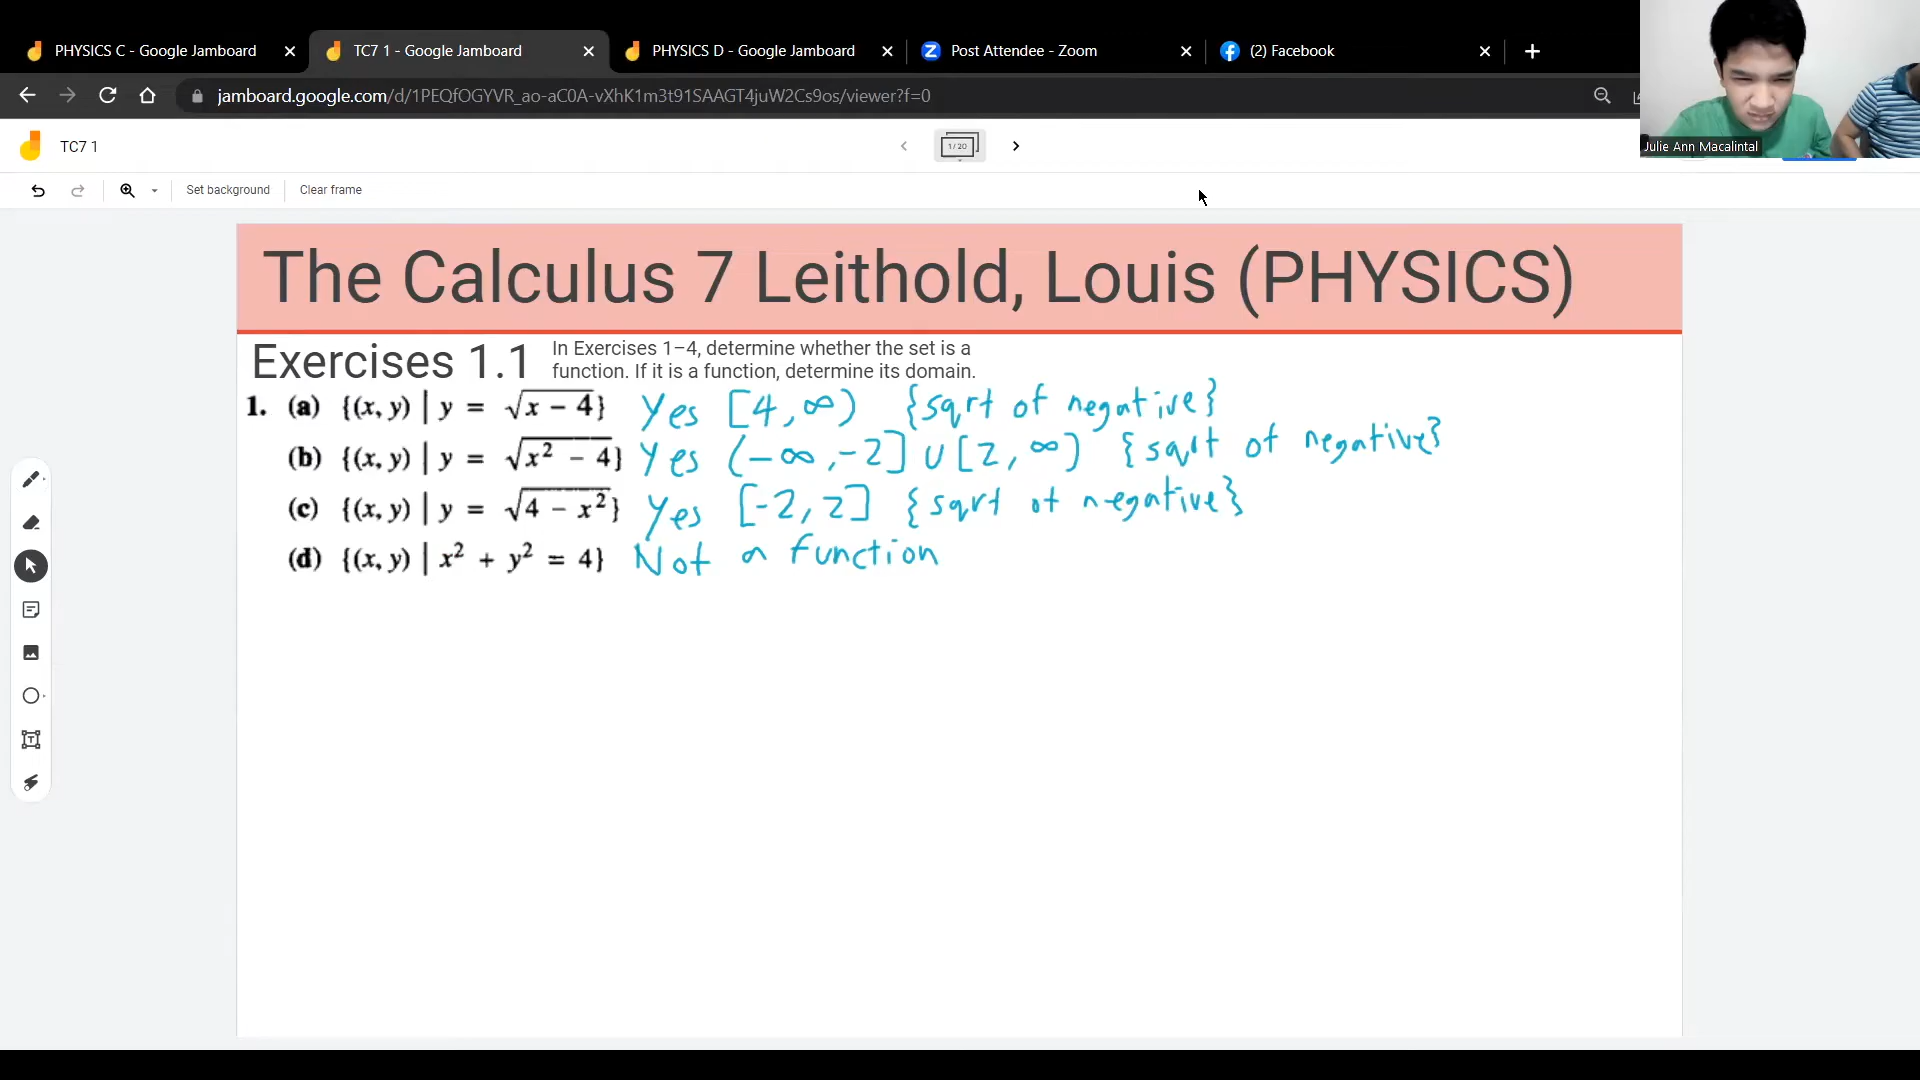 PHYSICS C - Google Jamboard
TC7 1 - Google Jamboard
PHYSICS D - Google Jamboard
Post Attendee - Zoom
(2) Facebook
jamboard.google.com/d/1PEQfOGYVR_ao-aC0A-vXhK1m3t91SAAGT4juW2Cs9os/viewer?f=0
Julie Ann Macalintal
TC7 1
1 / 20
Set background
Clear frame
The Calculus 7 Leithold, Louis (PHYSICS)
Exercises 1.1
In Exercises 1–4, determine whether the set is a
function. If it is a function, determine its domain.
1. (a) {(x, y) | y = √x − 4} Yes [4, ∞) {sqrt of negative}
(b) {(x, y) | y = √x² − 4} Yes (−∞, −2] ∪ [2, ∞) {sqrt of negative}
(c) {(x, y) | y = √4 − x²} Yes [-2, 2] {sqrt of negative}
(d) {(x, y) | x² + y² = 4} Not a function